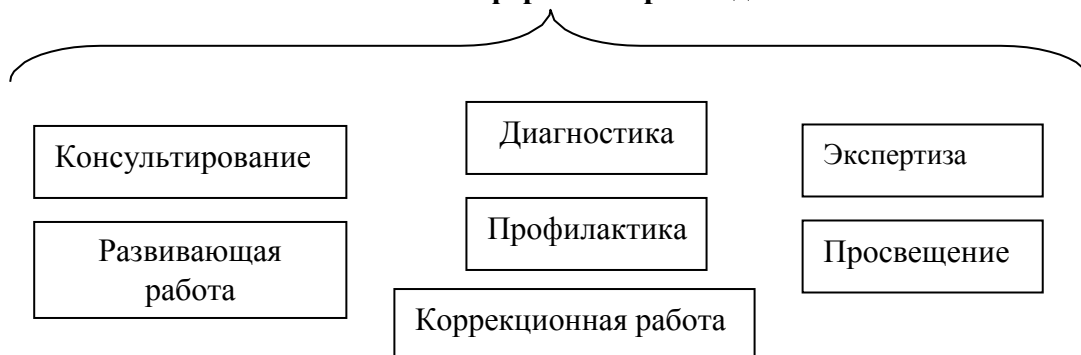 Консультирование
Развивающая
работа
Диагностика
Профилактика
Коррекционная работа
Экспертиза
Просвещение